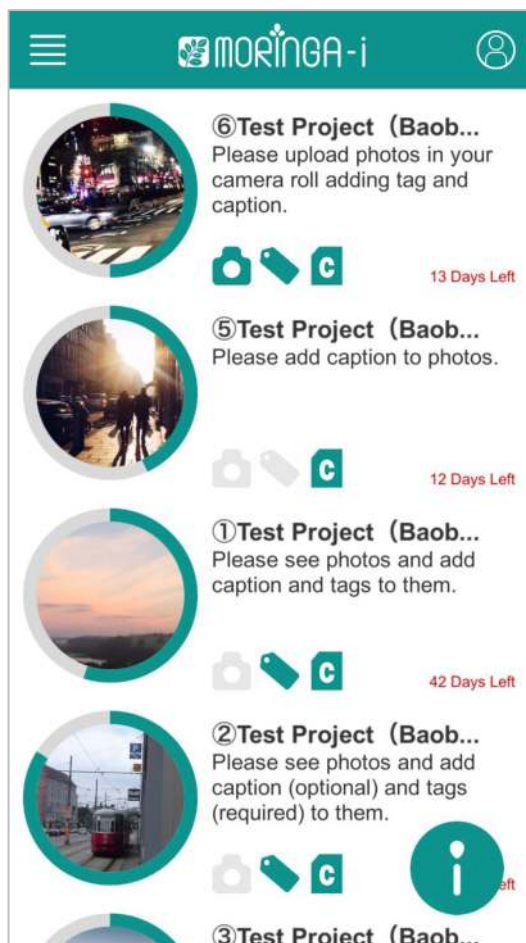 MORINGA-i
⑥Test Project（Baob...
Please upload photos in your
camera roll adding tag and
caption.
C
13 Days Left
⑤Test Project（Baob...
Please add caption to photos.
C
12 Days Left
①Test Project（Baob...
Please see photos and add
caption and tags to them.
C
42 Days Left
②Test Project（Baob...
Please see photos and add
caption (optional) and tags
(required) to them.
C
i
③Test Project（Baob...